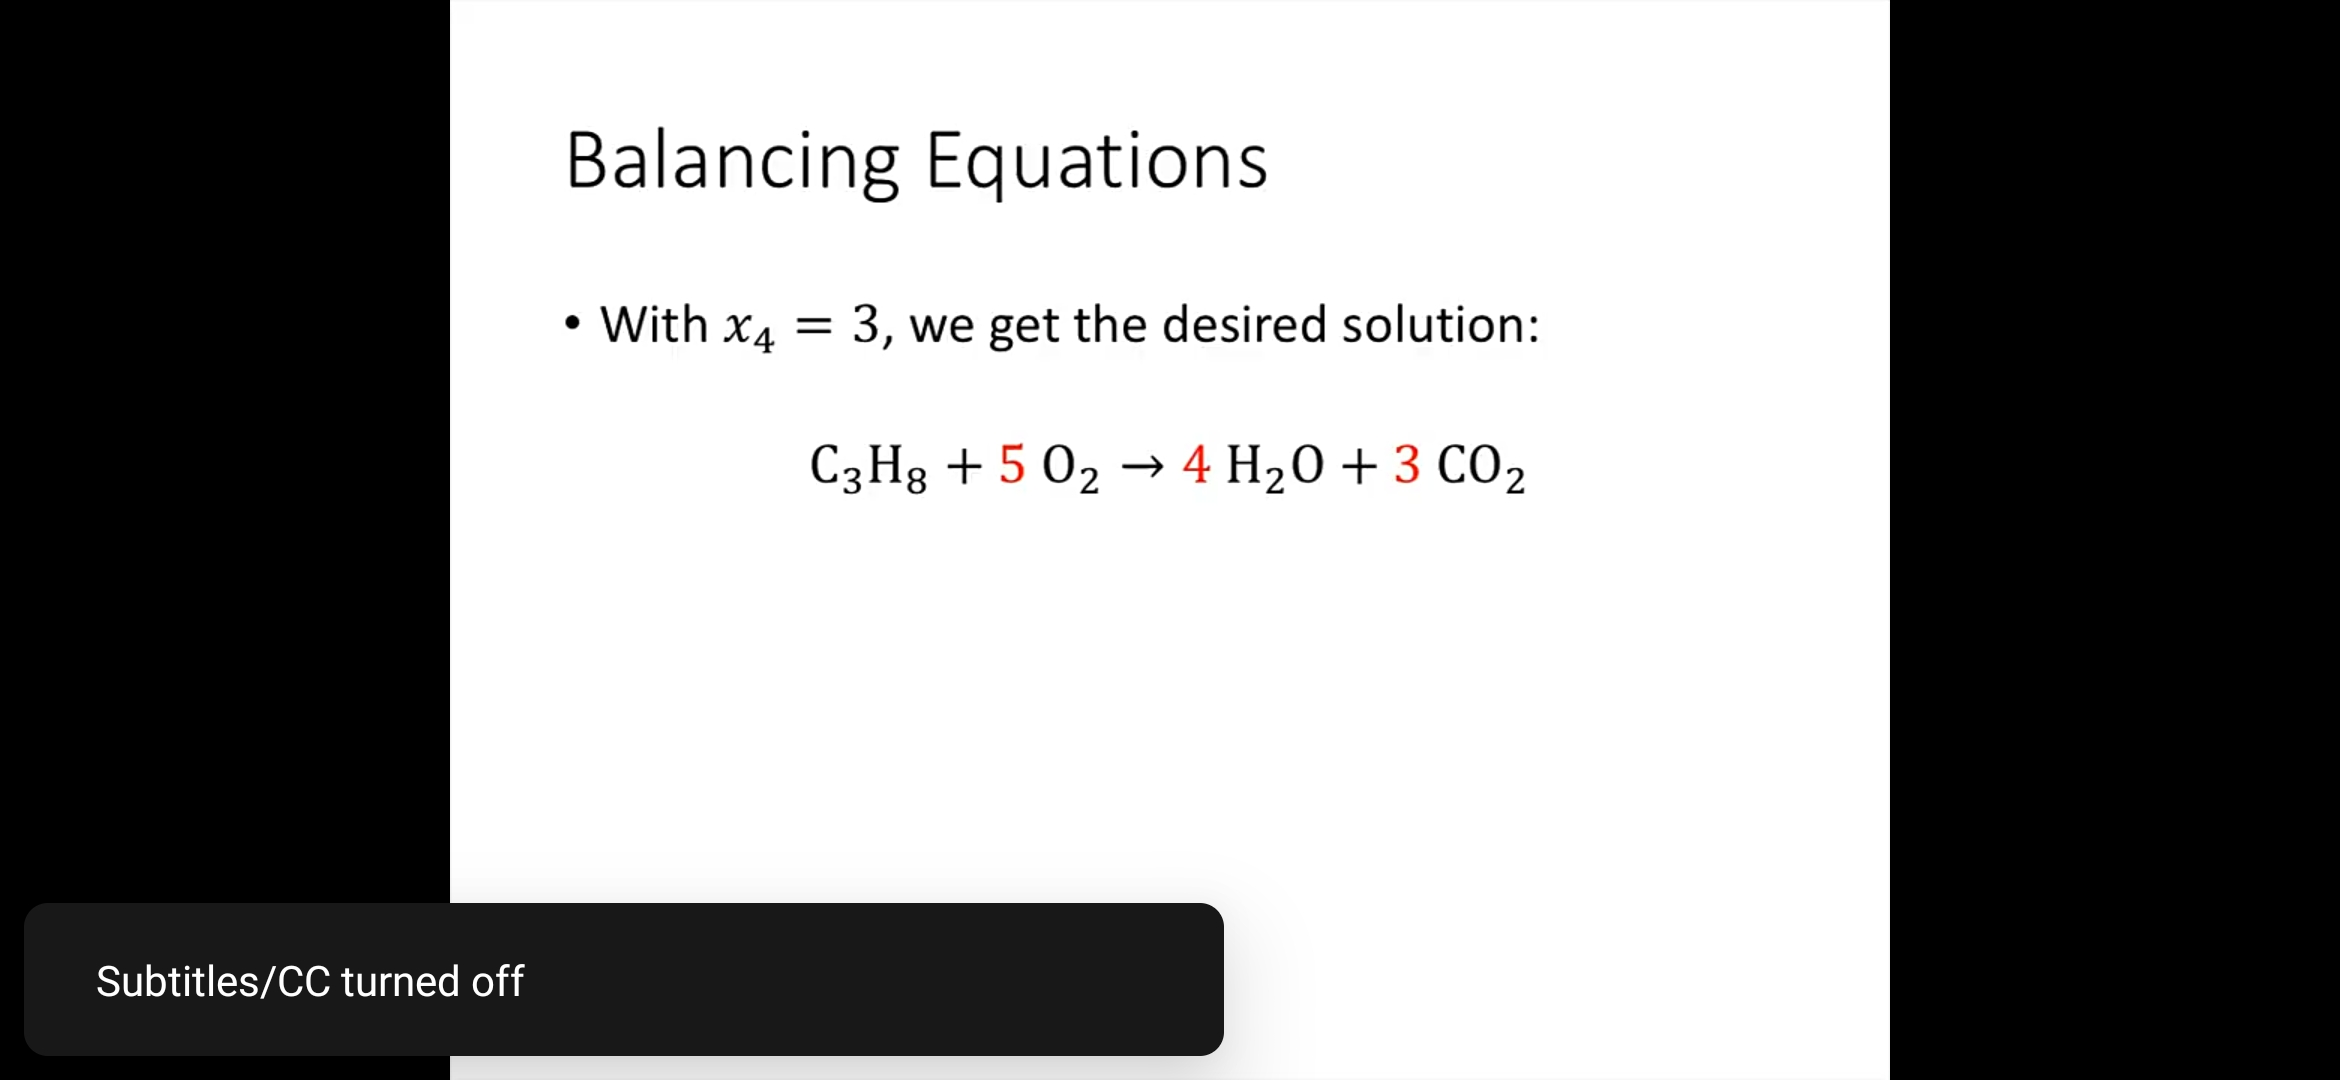 Balancing Equations
• With x₄ = 3, we get the desired solution:
C₃H₈ + 5 O₂ → 4 H₂O + 3 CO₂
Subtitles/CC turned off